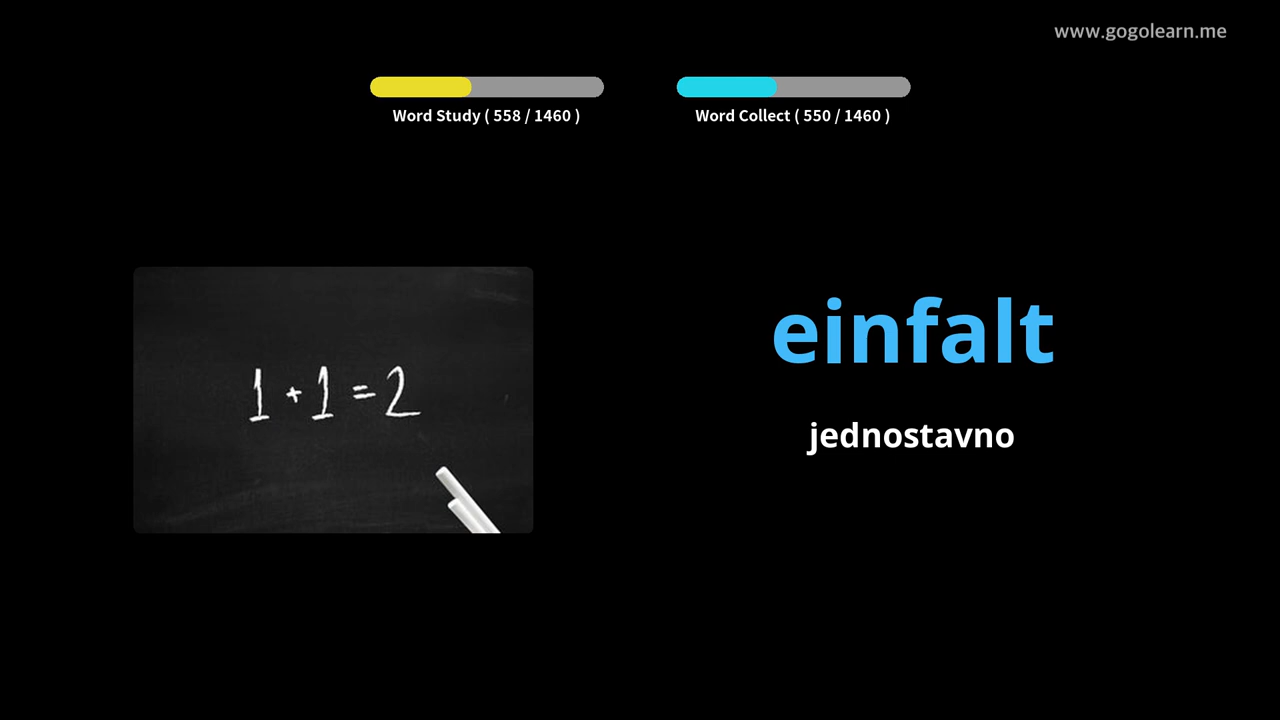 www.gogolearn.me
Word Study ( 558 / 1460 )
Word Collect ( 550 / 1460 )
1 + 1 = 2
einfalt
jednostavno